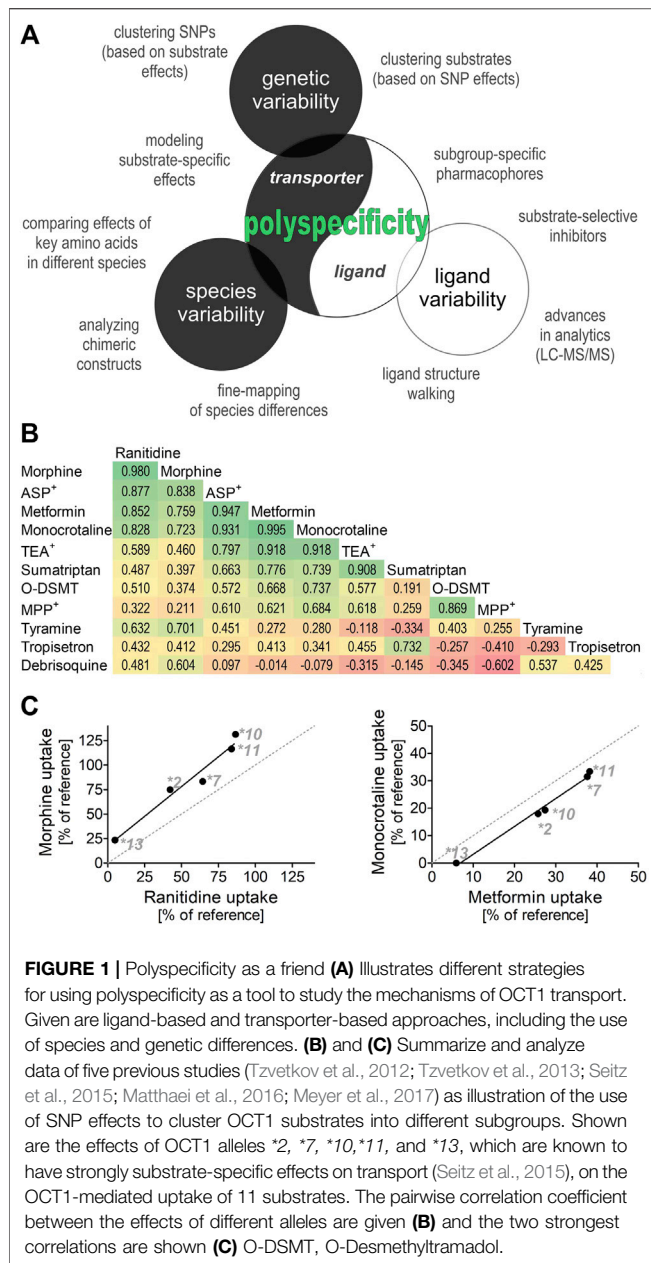 A
clustering SNPs
(based on substrate
effects)
genetic
variability
clustering substrates
(based on SNP effects)
modeling
substrate-specific
effects
transporter
subgroup-specific
pharmacophores
polyspecificity
comparing effects of
key amino acids
in different species
substrate-selective
inhibitors
ligand
species
variability
ligand
variability
analyzing
chimeric
constructs
advances
in analytics
(LC-MS/MS)
fine-mapping
of species differences
ligand structure
walking
B
Ranitidine
Morphine 0.980 Morphine
ASP+ 0.877 0.838 ASP+
Metformin 0.852 0.759 0.947 Metformin
Monocrotaline 0.828 0.723 0.931 0.995 Monocrotaline
TEA+ 0.589 0.460 0.797 0.918 0.918 TEA+
Sumatriptan 0.487 0.397 0.663 0.776 0.739 0.908 Sumatriptan
O-DSMT 0.510 0.374 0.572 0.668 0.737 0.577 0.191 O-DSMT
MPP+ 0.322 0.211 0.610 0.621 0.684 0.618 0.259 0.869 MPP+
Tyramine 0.632 0.701 0.451 0.272 0.280 -0.118 -0.334 0.403 0.255 Tyramine
Tropisetron 0.432 0.412 0.295 0.413 0.341 0.455 0.732 -0.257 -0.410 -0.293 Tropisetron
Debrisoquine 0.481 0.604 0.097 -0.014 -0.079 -0.315 -0.145 -0.345 -0.602 0.537 0.425
C
Morphine uptake
[% of reference]
125
100
75
50
25
0
*10
*11
*2
*7
*13
0 25 50 75 100 125
Ranitidine uptake
[% of reference]
Monocrotaline uptake
[% of reference]
50
40
30
20
10
0
*11
*7
*10
*2
*13
0 10 20 30 40 50
Metformin uptake
[% of reference]
FIGURE 1 | Polyspecificity as a friend (A) Illustrates different strategies
for using polyspecificity as a tool to study the mechanisms of OCT1 transport.
Given are ligand-based and transporter-based approaches, including the use
of species and genetic differences. (B) and (C) Summarize and analyze
data of five previous studies (Tzvetkov et al., 2012; Tzvetkov et al., 2013; Seitz
et al., 2015; Matthaei et al., 2016; Meyer et al., 2017) as illustration of the use
of SNP effects to cluster OCT1 substrates into different subgroups. Shown
are the effects of OCT1 alleles *2, *7, *10,*11, and *13, which are known to
have strongly substrate-specific effects on transport (Seitz et al., 2015), on the
OCT1-mediated uptake of 11 substrates. The pairwise correlation coefficient
between the effects of different alleles are given (B) and the two strongest
correlations are shown (C) O-DSMT, O-Desmethyltramadol.